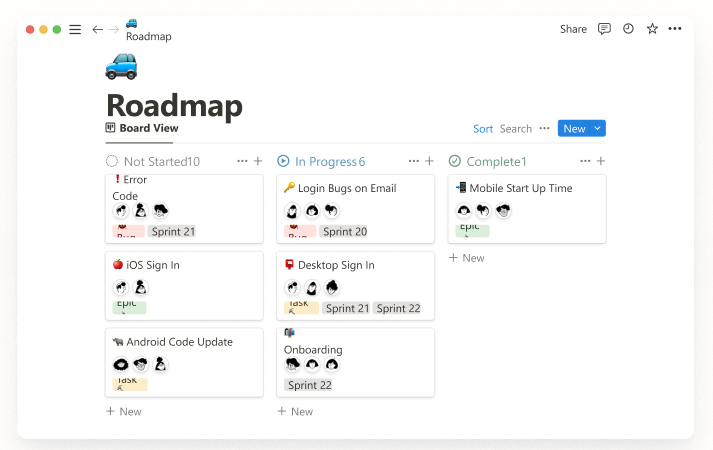 Roadmap
Share
Roadmap
Board View
Sort Search New
Not Started10
Error
Code
Bug
Sprint 21
iOS Sign In
Epic
Android Code Update
Task
New
In Progress6
Login Bugs on Email
Bug
Sprint 20
Desktop Sign In
Task
Sprint 21 Sprint 22
Onboarding
Sprint 22
New
Complete1
Mobile Start Up Time
Epic
New